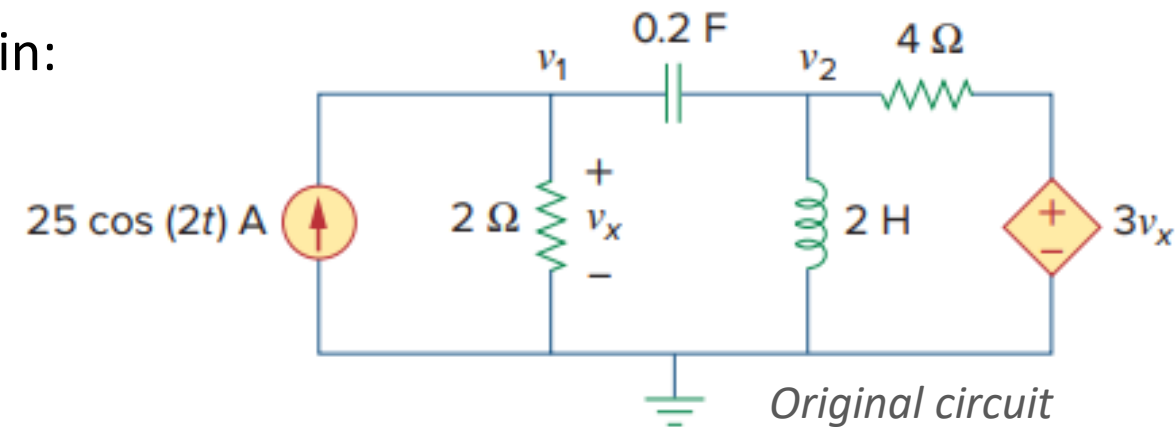 in:
0.2 F
4 Ω
v₁
v₂
+
25 cos (2t) A
2 Ω
vₓ
−
2 H
+
−
3vₓ
Original circuit